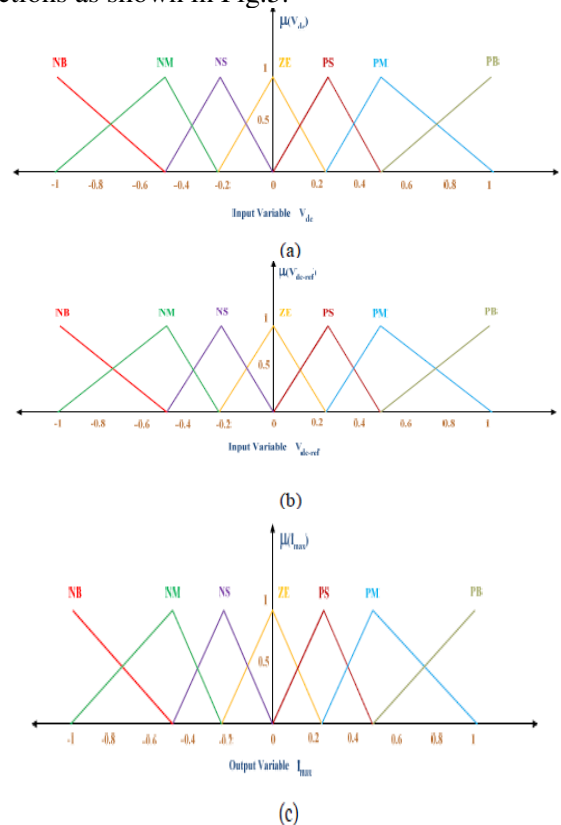 ctions as shown in Fig.5.
μ(Vdc)
NB NM NS 1 ZE PS PM PB
0.5
-1 -0.8 -0.6 -0.4 -0.2 0 0.2 0.4 0.6 0.8 1
Input Variable Vdc
(a)
μ(Vdc-ref)
NB NM NS 1 ZE PS PM PB
0.5
-1 -0.8 -0.6 -0.4 -0.2 0 0.2 0.4 0.6 0.8 1
Input Variable Vdc-ref
(b)
μ(Imax)
NB NM NS 1 ZE PS PM PB
0.5
-1 -0.8 -0.6 -0.2 0 0.2 0.4 0.6 0.8 1
Output Variable Imax
(c)